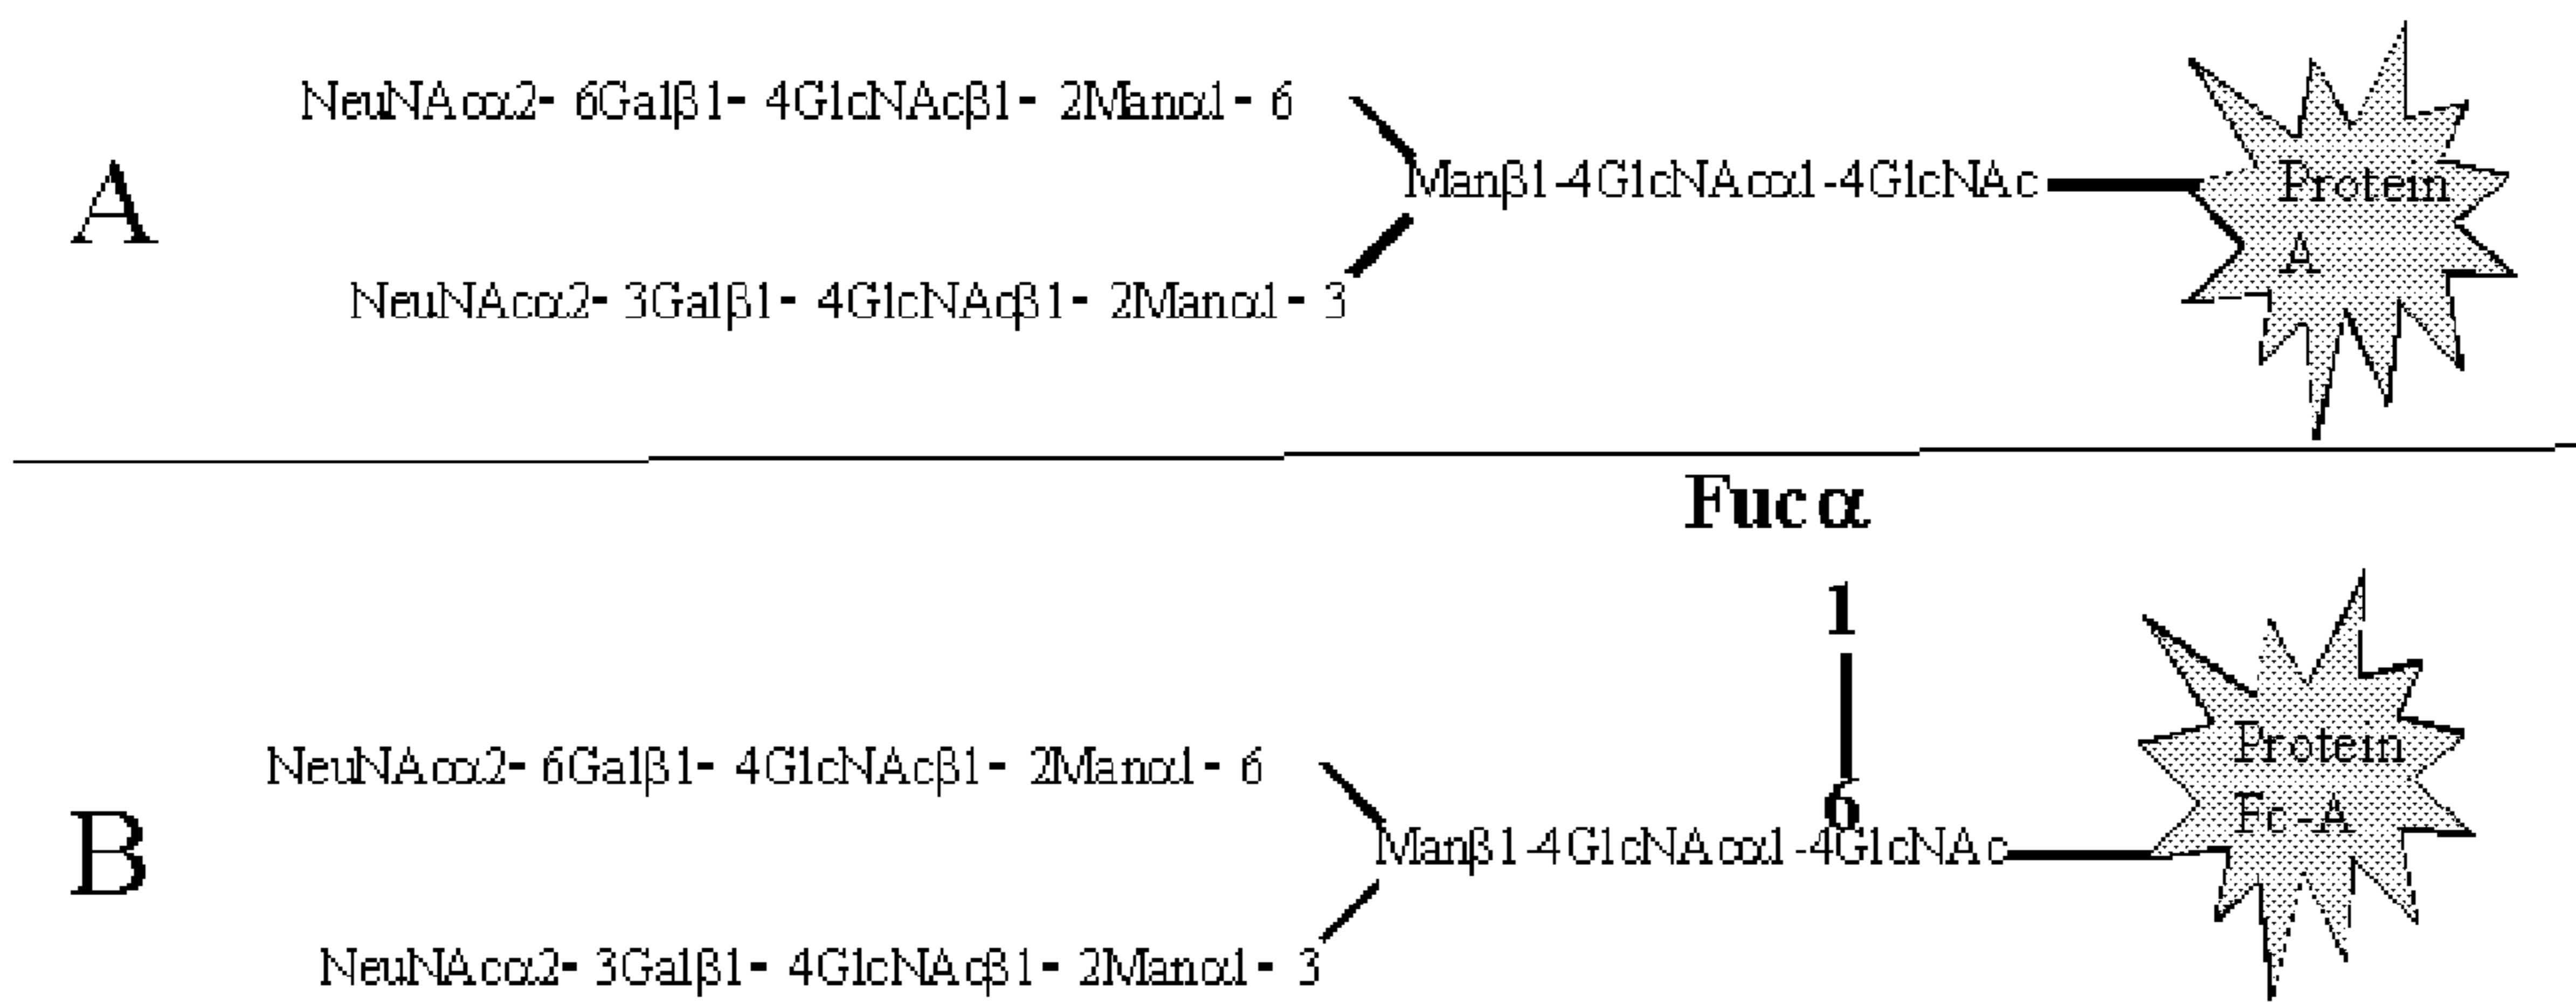 NeuNAcα2- 6Galβ1- 4GlcNAcβ1- 2Manα1- 6
A
Manβ1-4GlcNAcα1-4GlcNAc
Protein
A
NeuNAcα2- 3Galβ1- 4GlcNAcβ1- 2Manα1- 3
Fuc α
1
6
NeuNAcα2- 6Galβ1- 4GlcNAcβ1- 2Manα1- 6
B
Manβ1-4GlcNAcα1-4GlcNAc
Protein
Fc-A
NeuNAcα2- 3Galβ1- 4GlcNAcβ1- 2Manα1- 3